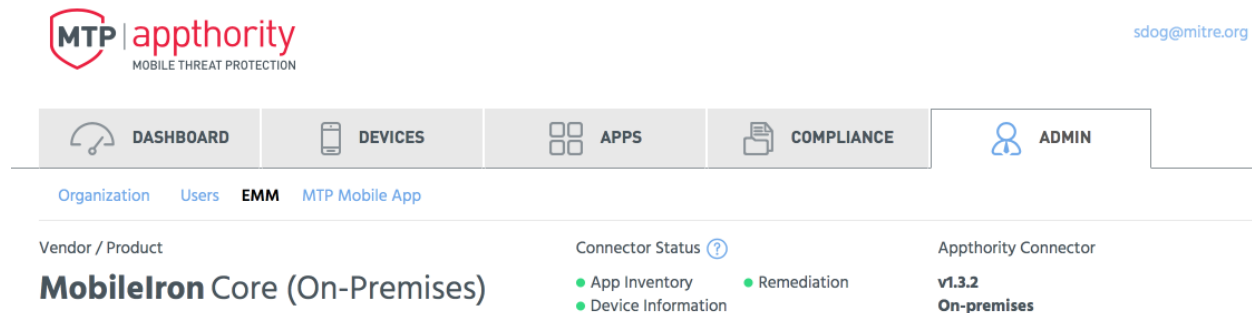 MTP appthority
MOBILE THREAT PROTECTION
sdog@mitre.org
DASHBOARD DEVICES APPS COMPLIANCE ADMIN
Organization Users EMM MTP Mobile App
Vendor / Product
MobileIron Core (On-Premises)
Connector Status ?
App Inventory Remediation
Device Information
Appthority Connector
v1.3.2
On-premises